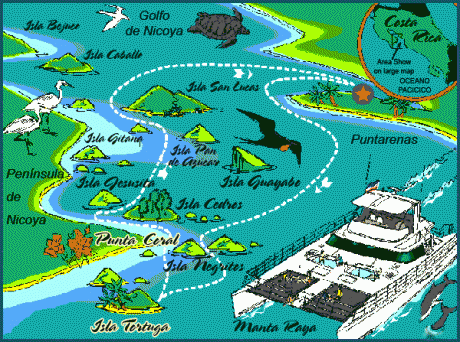 Isla Bejuco
Golfo
de Nicoya
Costa
Rica
Isla Caballo
Area Show
on large map
OCEANO
PACICICO
Isla San Lucas
Isla Gitana
Isla Pan
de Azucar
Puntarenas
Península
de
Nicoya
Isla Jesusita
Isla Guayabo
Isla Cedros
Punta Coral
Isla Negritos
Isla Tortuga
Manta Raya